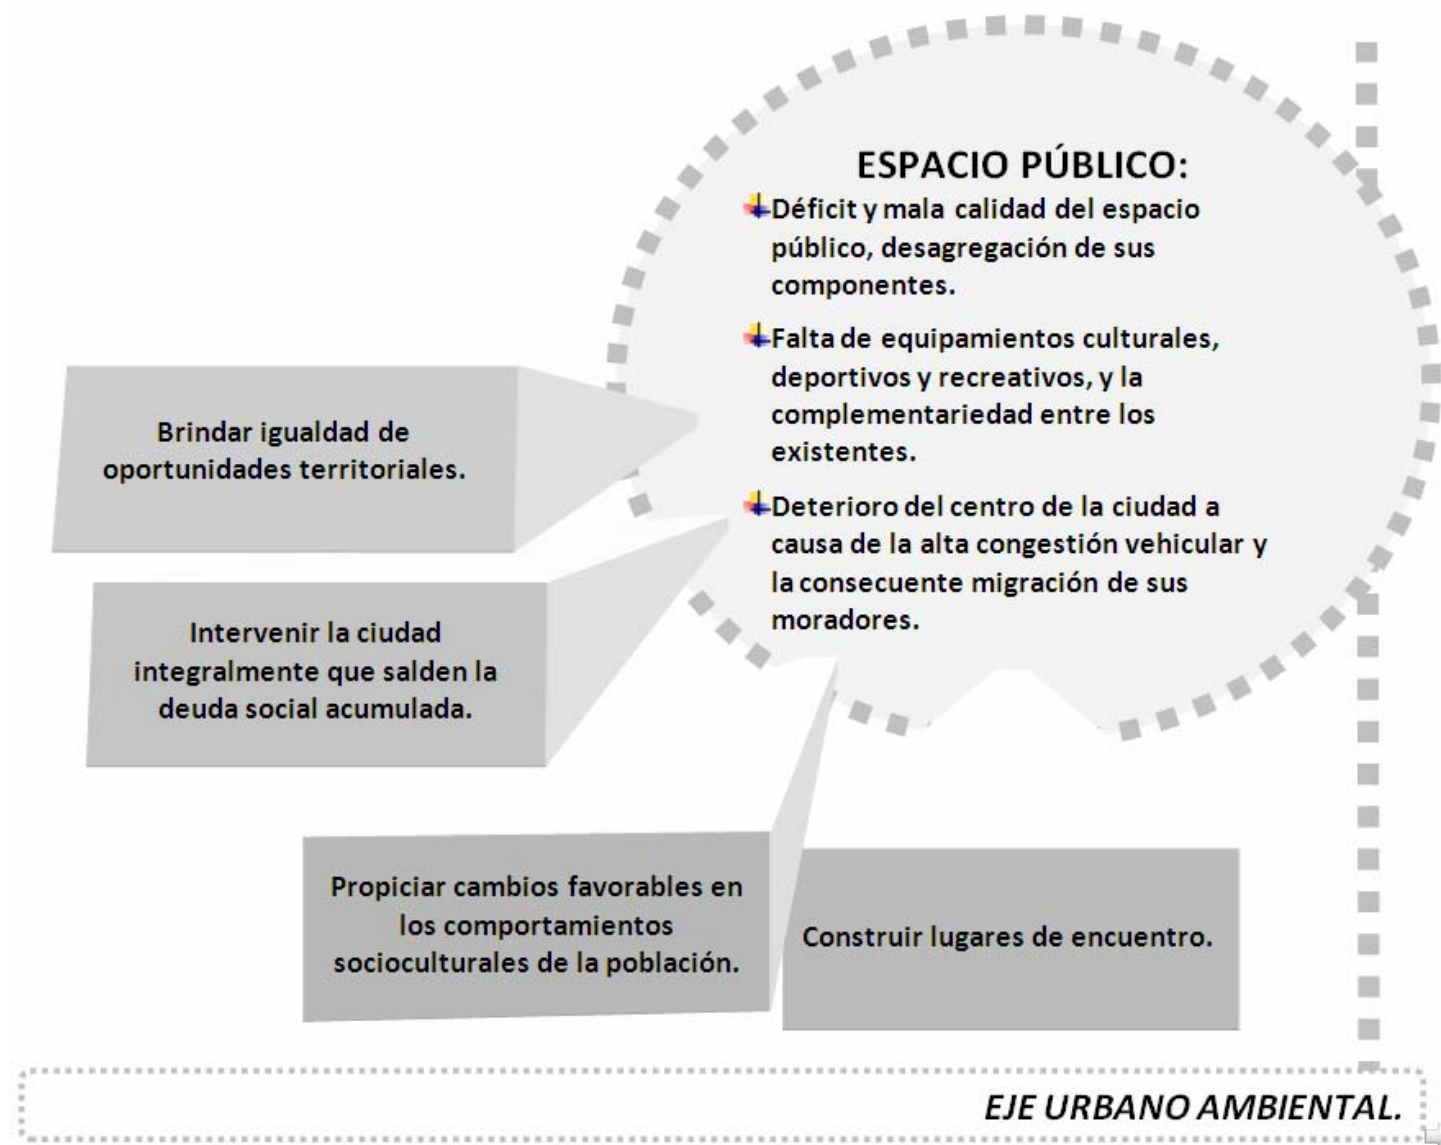 ESPACIO PÚBLICO:
Déficit y mala calidad del espacio
público, desagregación de sus
componentes.
Falta de equipamientos culturales,
deportivos y recreativos, y la
complementariedad entre los
existentes.
Deterioro del centro de la ciudad a
causa de la alta congestión vehicular y
la consecuente migración de sus
moradores.
Brindar igualdad de
oportunidades territoriales.
Intervenir la ciudad
integralmente que salden la
deuda social acumulada.
Propiciar cambios favorables en
los comportamientos
socioculturales de la población.
Construir lugares de encuentro.
EJE URBANO AMBIENTAL.